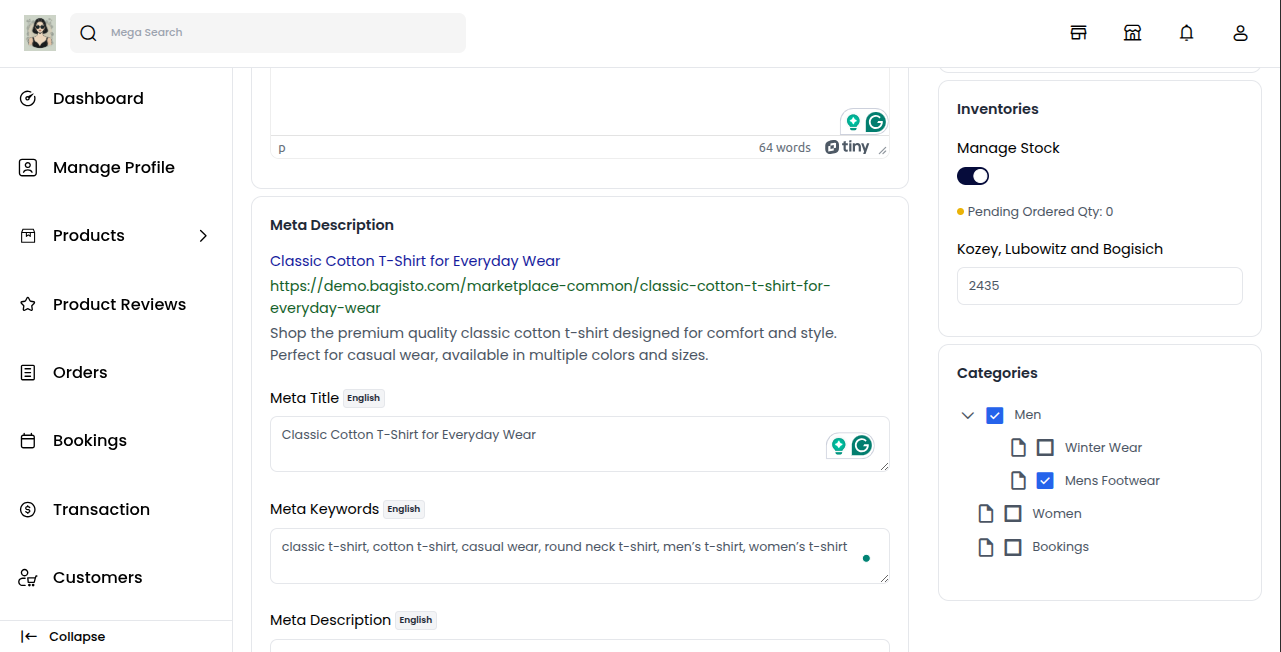 Mega Search
Dashboard
Manage Profile
Products
Product Reviews
Orders
Bookings
Transaction
Customers
Collapse
p
64 words
tiny
Meta Description
Classic Cotton T-Shirt for Everyday Wear
https://demo.bagisto.com/marketplace-common/classic-cotton-t-shirt-for-
everyday-wear
Shop the premium quality classic cotton t-shirt designed for comfort and style.
Perfect for casual wear, available in multiple colors and sizes.
Meta Title English
Classic Cotton T-Shirt for Everyday Wear
Meta Keywords English
classic t-shirt, cotton t-shirt, casual wear, round neck t-shirt, men’s t-shirt, women’s t-shirt
Meta Description English
Inventories
Manage Stock
Pending Ordered Qty: 0
Kozey, Lubowitz and Bogisich
2435
Categories
Men
Winter Wear
Mens Footwear
Women
Bookings